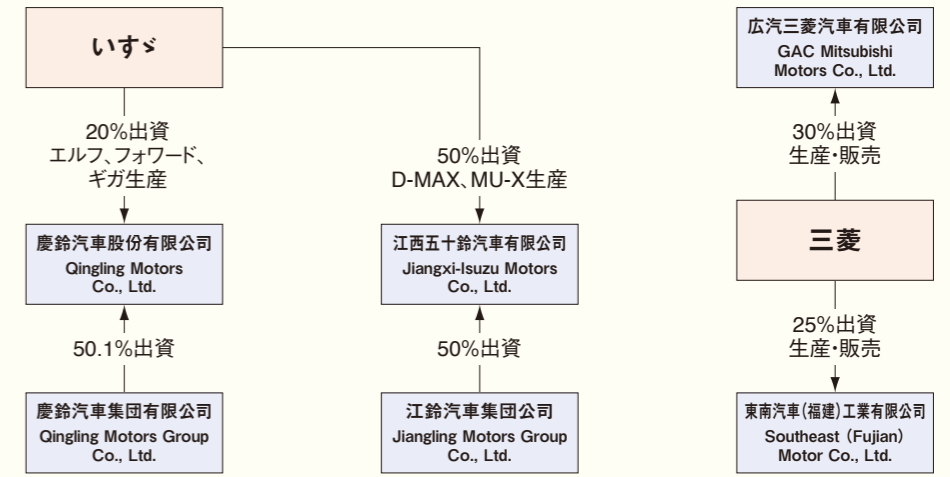 いすゞ
20%出資
エルフ、フォワード、
ギガ生産
慶鈴汽車股份有限公司
Qingling Motors
Co., Ltd.
50.1%出資
慶鈴汽車集団有限公司
Qingling Motors Group
Co., Ltd.
50%出資
D-MAX、MU-X生産
江西五十鈴汽車有限公司
Jiangxi-Isuzu Motors
Co., Ltd.
50%出資
江鈴汽車集団公司
Jiangling Motors Group
Co., Ltd.
広汽三菱汽車有限公司
GAC Mitsubishi
Motors Co., Ltd.
30%出資
生産・販売
三菱
25%出資
生産・販売
東南汽車(福建)工業有限公司
Southeast (Fujian)
Motor Co., Ltd.